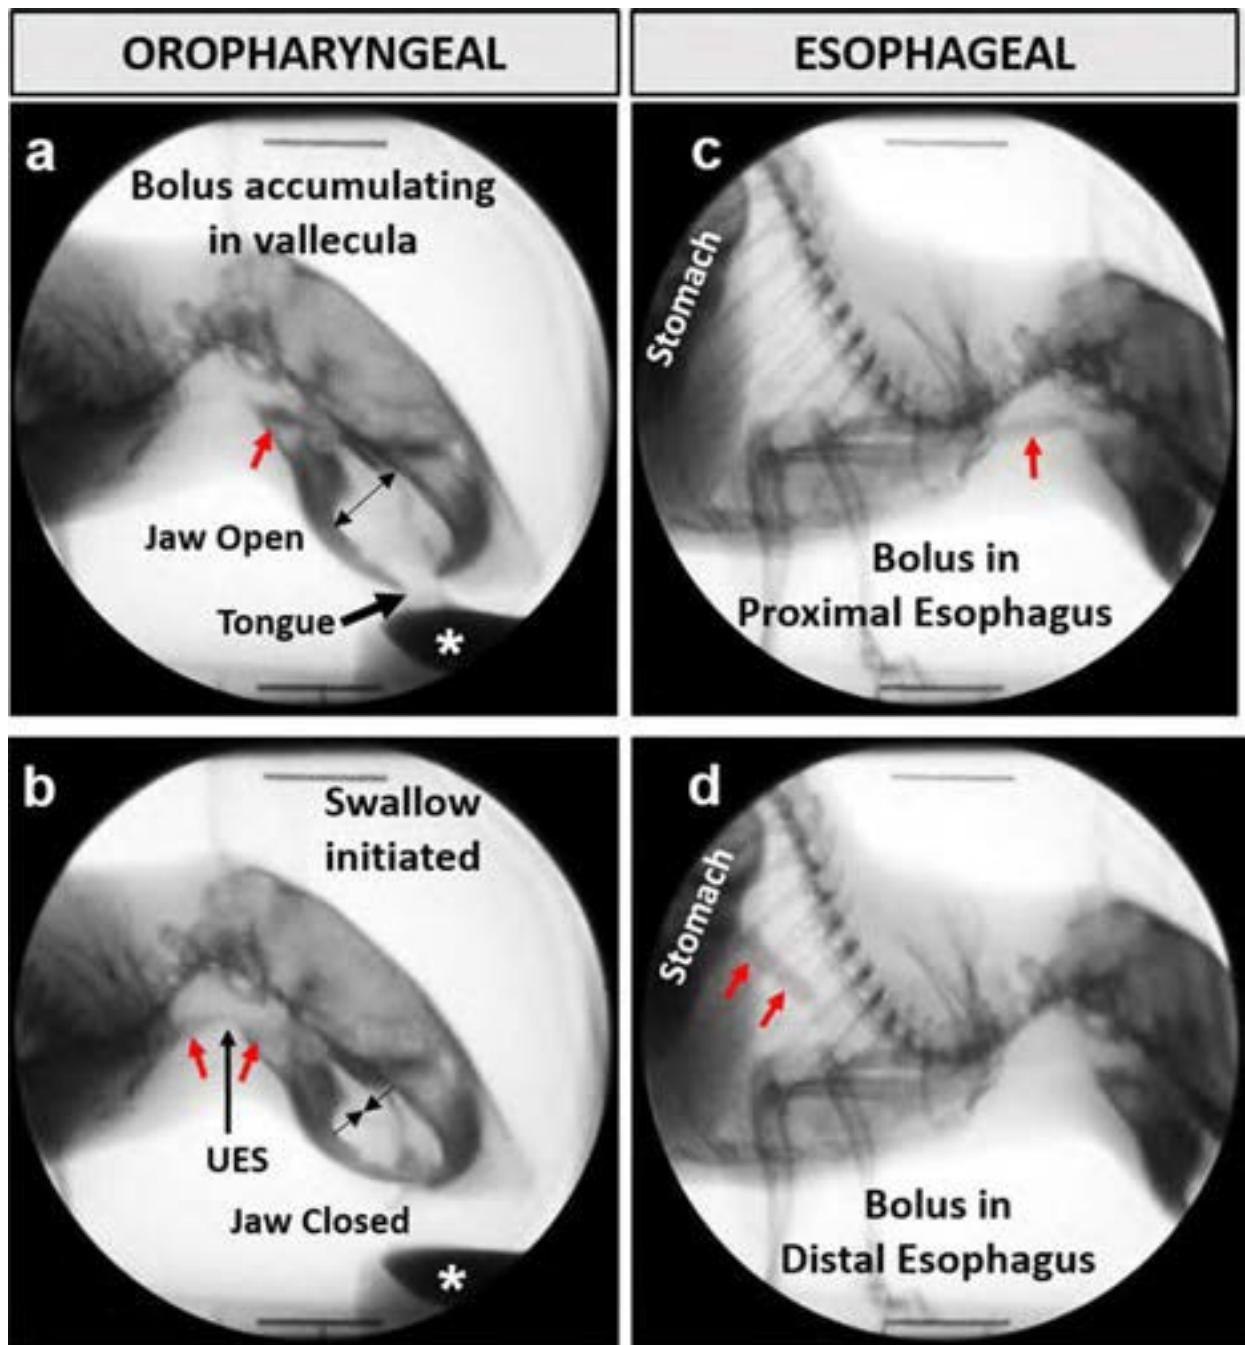 OROPHARYNGEAL
a
Bolus accumulating
in vallecula
Jaw Open
Tongue
*
b
Swallow
initiated
UES
Jaw Closed
*
ESOPHAGEAL
c
Stomach
Bolus in
Proximal Esophagus
d
Stomach
Bolus in
Distal Esophagus